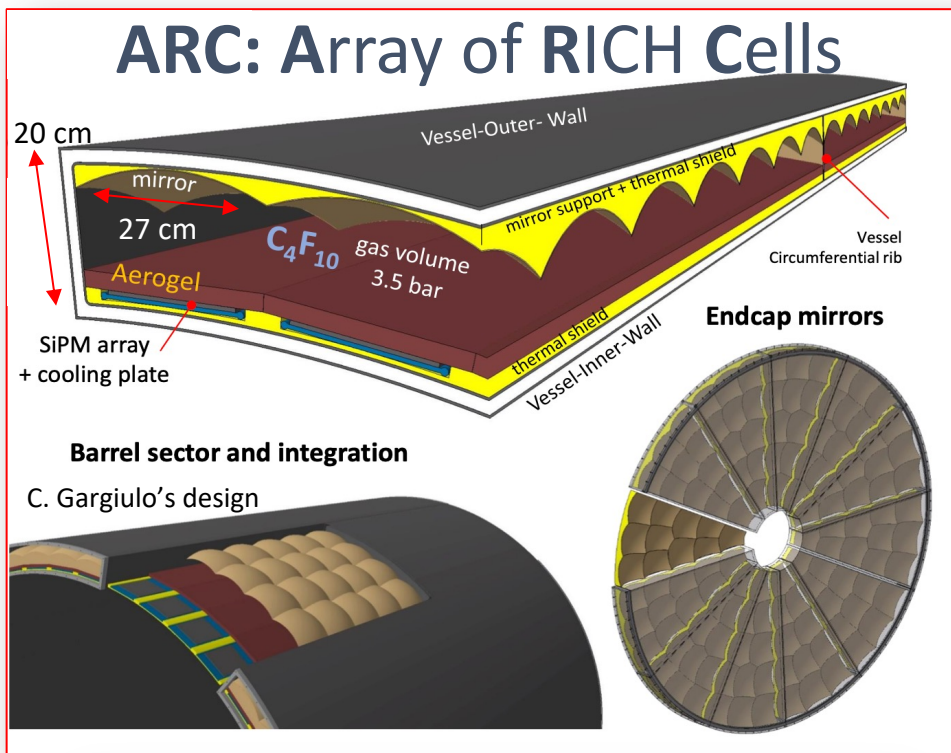 ARC: Array of RICH Cells
20 cm
Vessel-Outer- Wall
mirror
mirror support + thermal shield
27 cm
C₄F₁₀
gas volume
3.5 bar
Vessel
Circumferential rib
Aerogel
SiPM array
+ cooling plate
thermal shield
Vessel-Inner-Wall
Endcap mirrors
Barrel sector and integration
C. Gargiulo’s design